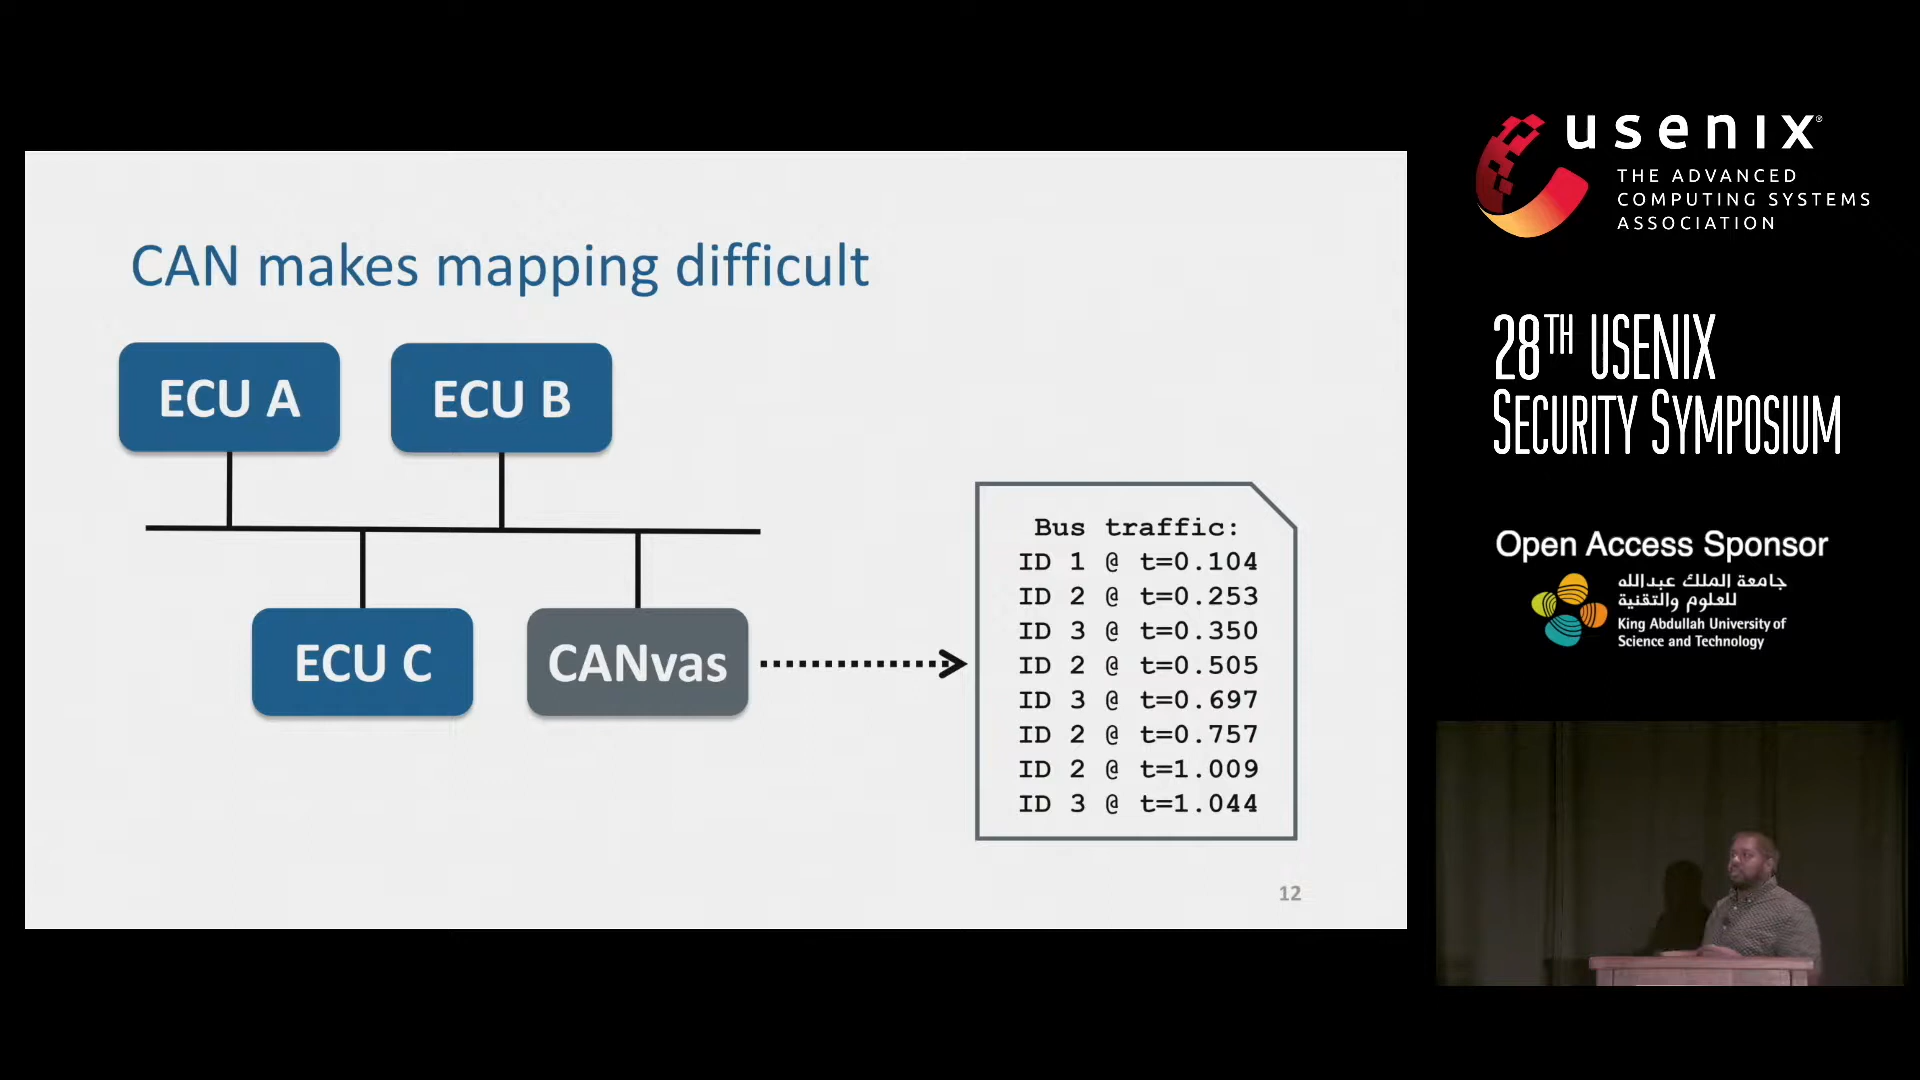 CAN makes mapping difficult
ECU A
ECU B
ECU C
CANvas
Bus traffic:
ID 1 @ t=0.104
ID 2 @ t=0.253
ID 3 @ t=0.350
ID 2 @ t=0.505
ID 3 @ t=0.697
ID 2 @ t=0.757
ID 2 @ t=1.009
ID 3 @ t=1.044
12
usenix®
THE ADVANCED
COMPUTING SYSTEMS
ASSOCIATION
28TH USENIX
SECURITY SYMPOSIUM
Open Access Sponsor
جامعة الملك عبدالله
للعلوم والتقنية
King Abdullah University of
Science and Technology